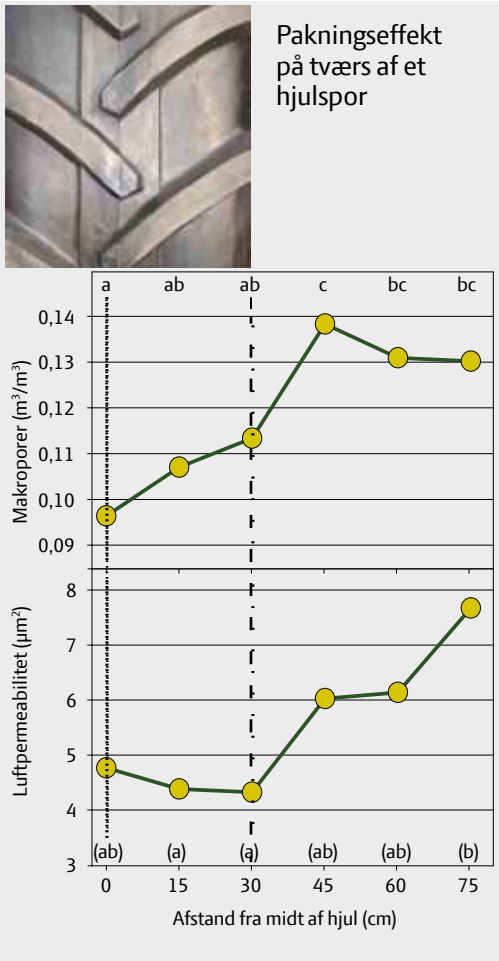 Pakningseffekt
på tværs af et
hjulspor
a ab ab c bc bc
Makroporer (m³/m³)
0,14
0,13
0,12
0,11
0,10
0,09
Luftpermeabilitet (µm²)
8
7
6
5
4
3
(ab) (a) (a) (ab) (ab) (b)
0 15 30 45 60 75
Afstand fra midt af hjul (cm)